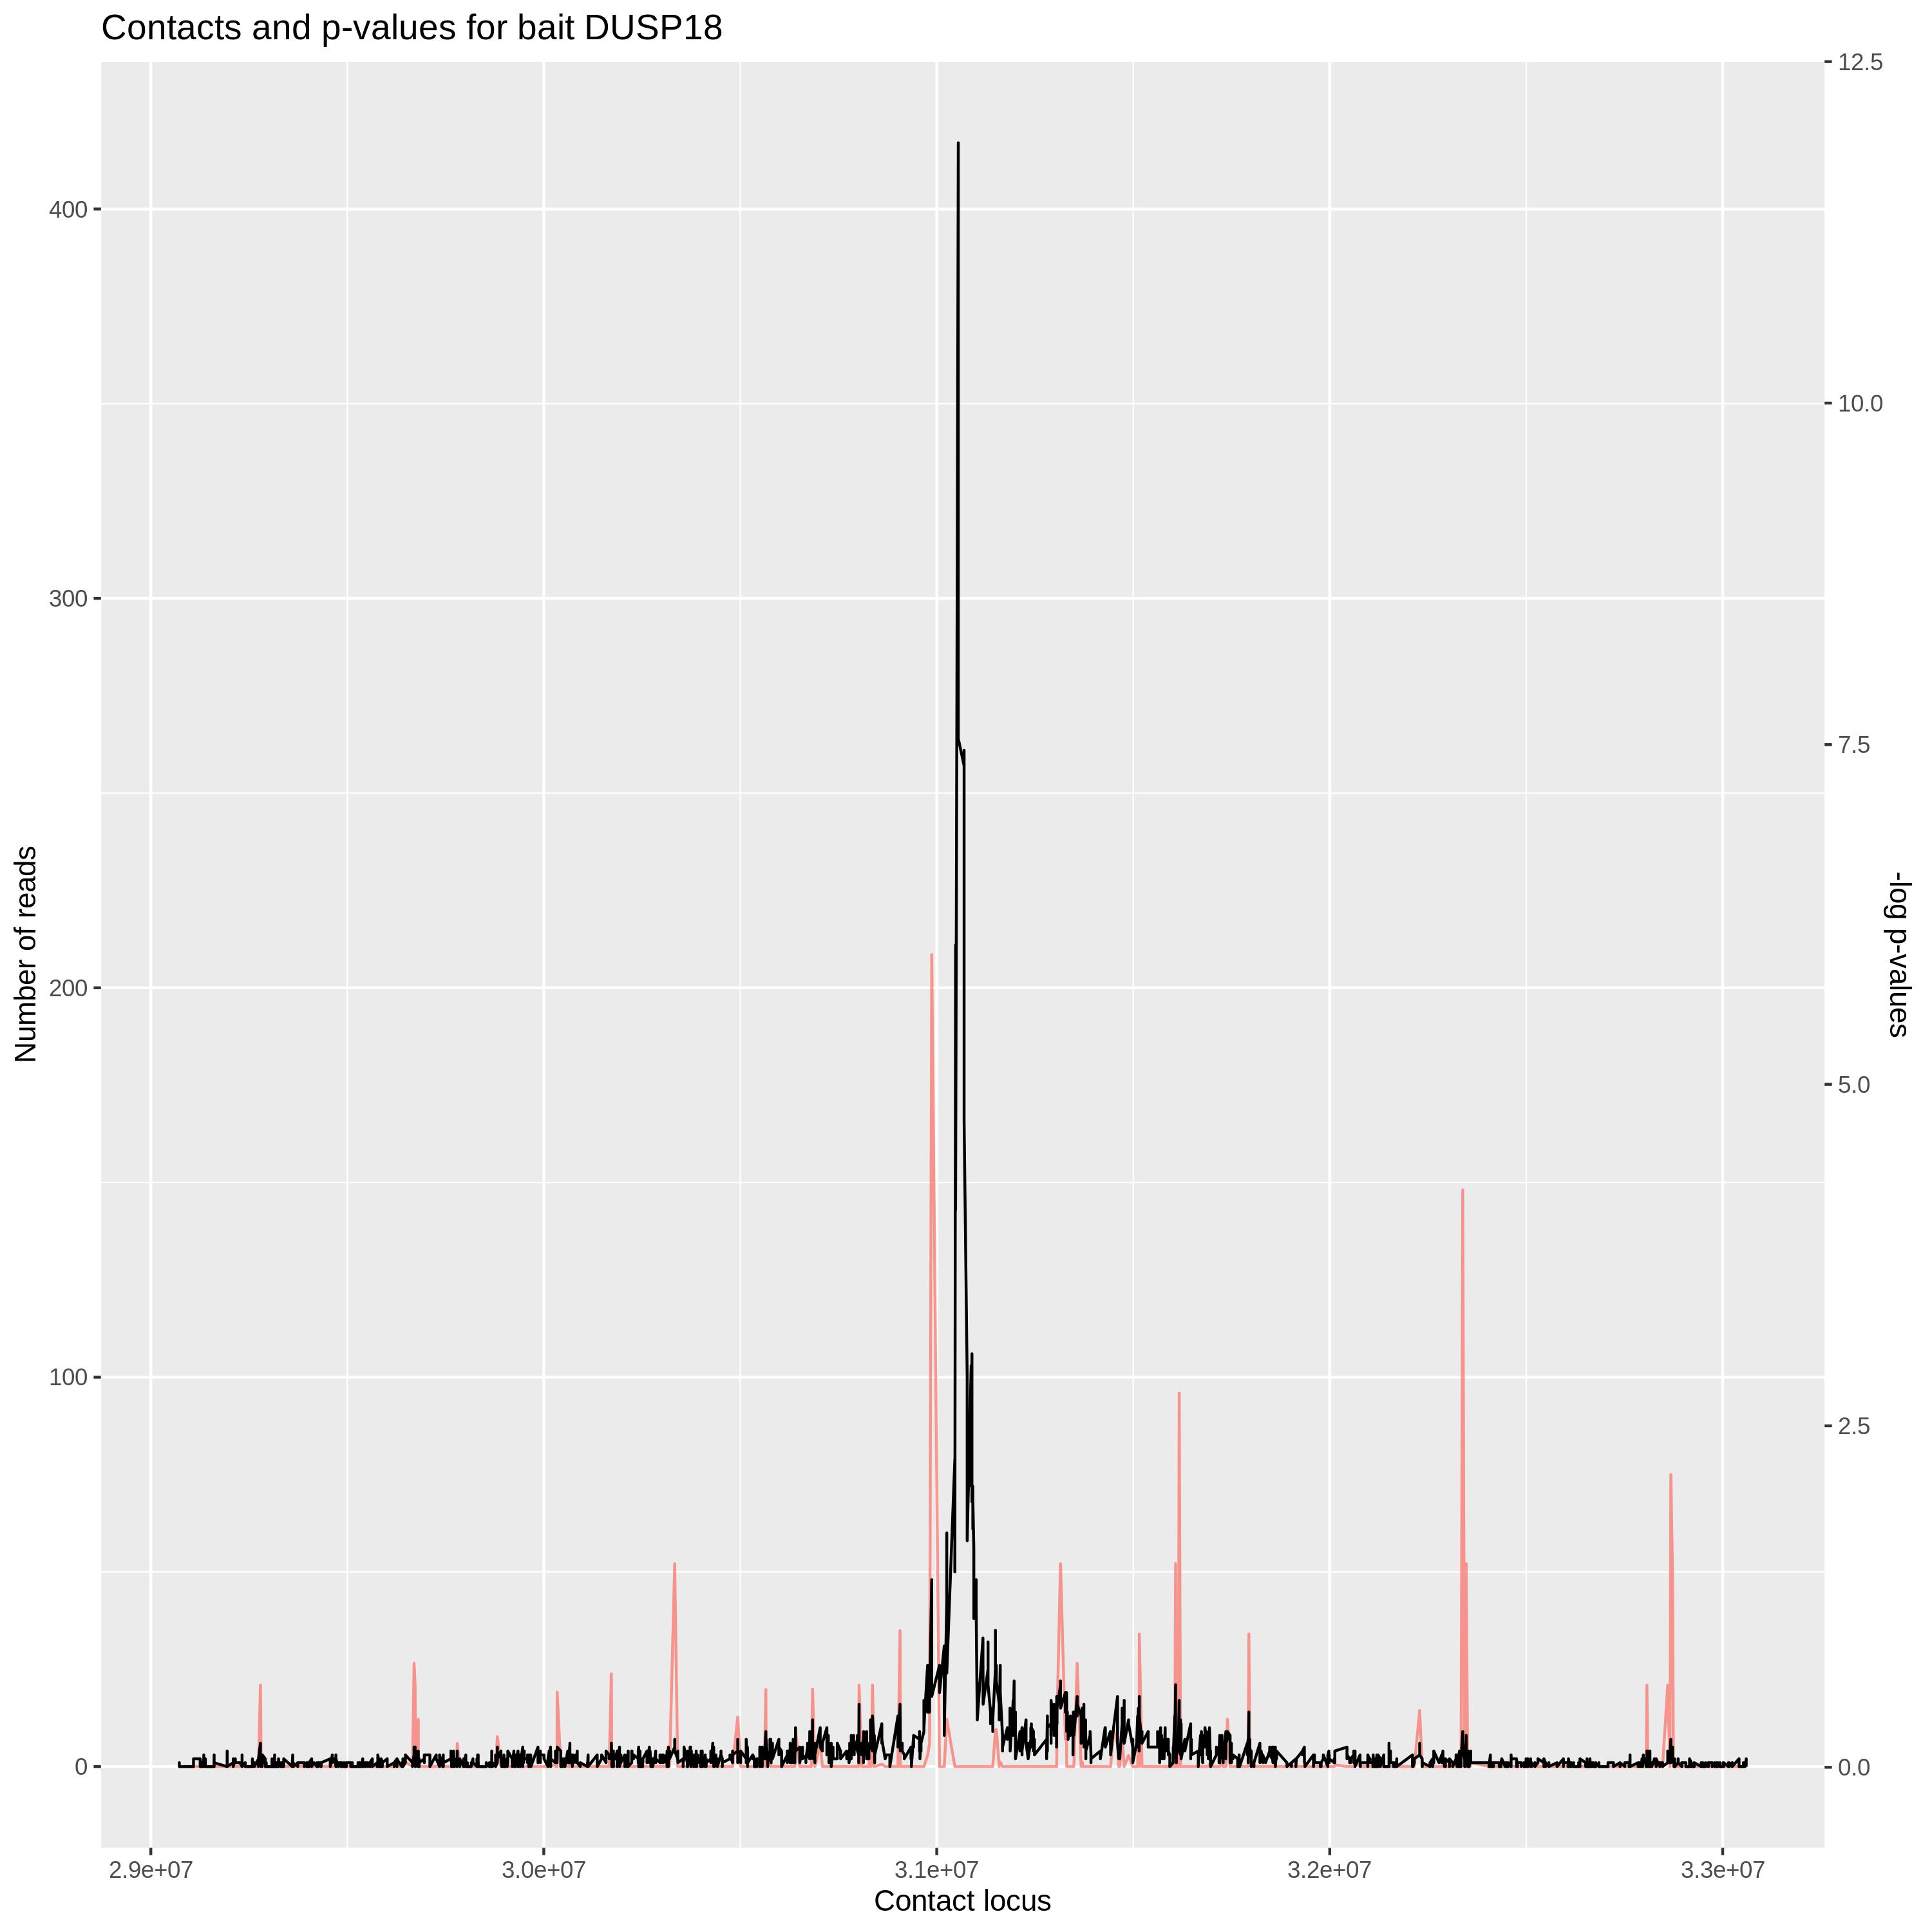 Contacts and p-values for bait DUSP18
12.5
10.0
7.5
5.0
2.5
0.0
400
300
200
100
0
Number of reads
-log p-values
2.9e+07 3.0e+07 3.1e+07 3.2e+07 3.3e+07
Contact locus